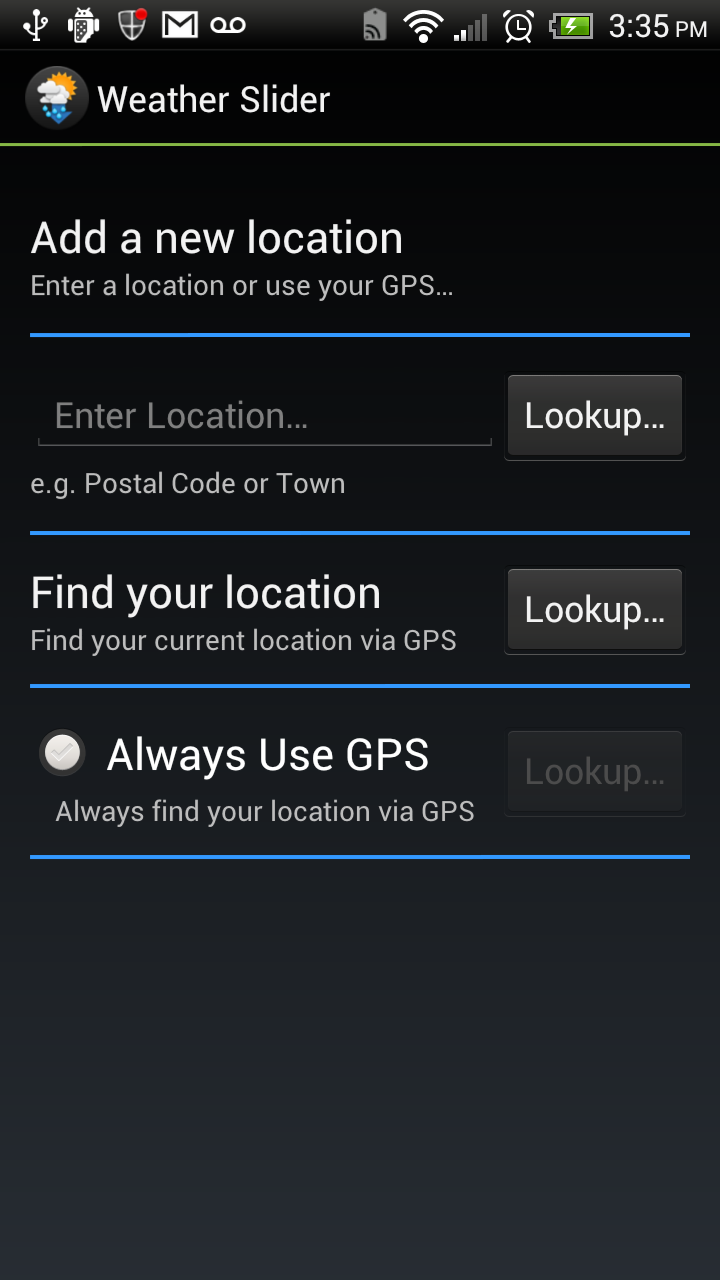 3:35 PM
Weather Slider
Add a new location
Enter a location or use your GPS...
Enter Location...
Lookup...
e.g. Postal Code or Town
Find your location
Lookup...
Find your current location via GPS
Always Use GPS
Lookup...
Always find your location via GPS